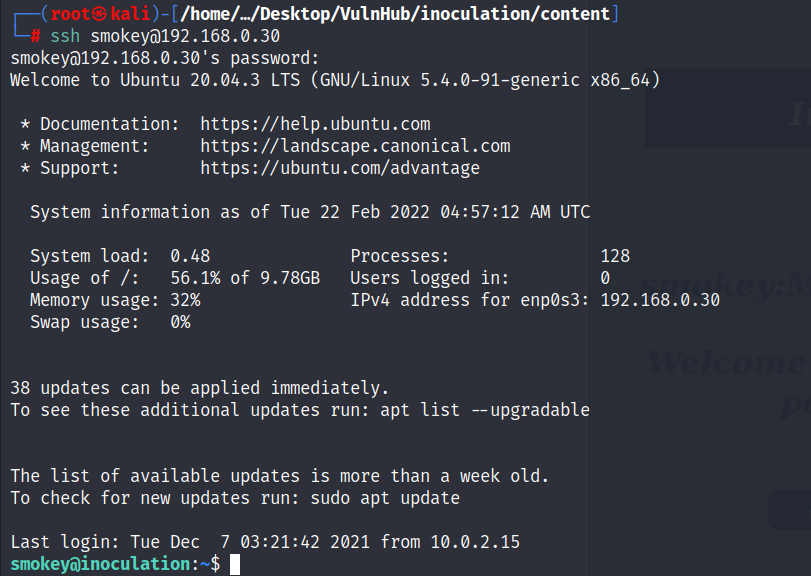 ┌──(root㉿kali)-[/home/…/Desktop/VulnHub/inoculation/content]
└─# ssh smokey@192.168.0.30
smokey@192.168.0.30's password:
Welcome to Ubuntu 20.04.3 LTS (GNU/Linux 5.4.0-91-generic x86_64)
* Documentation: https://help.ubuntu.com
* Management: https://landscape.canonical.com
* Support: https://ubuntu.com/advantage
System information as of Tue 22 Feb 2022 04:57:12 AM UTC
System load: 0.48 Processes: 128
Usage of /: 56.1% of 9.78GB Users logged in: 0
Memory usage: 32% IPv4 address for enp0s3: 192.168.0.30
Swap usage: 0%
smokey:M
Welcome
38 updates can be applied immediately.
To see these additional updates run: apt list --upgradable
The list of available updates is more than a week old.
To check for new updates run: sudo apt update
Last login: Tue Dec 7 03:21:42 2021 from 10.0.2.15
smokey@inoculation:~$